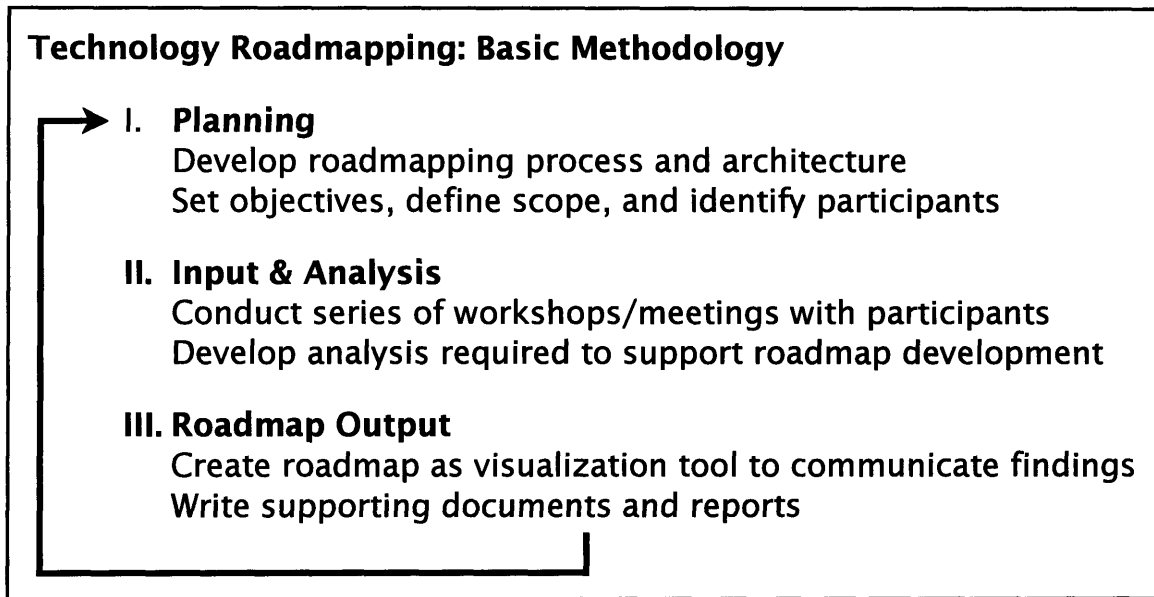 Technology Roadmapping: Basic Methodology
I. Planning
Develop roadmapping process and architecture
Set objectives, define scope, and identify participants
II. Input & Analysis
Conduct series of workshops/meetings with participants
Develop analysis required to support roadmap development
III. Roadmap Output
Create roadmap as visualization tool to communicate findings
Write supporting documents and reports